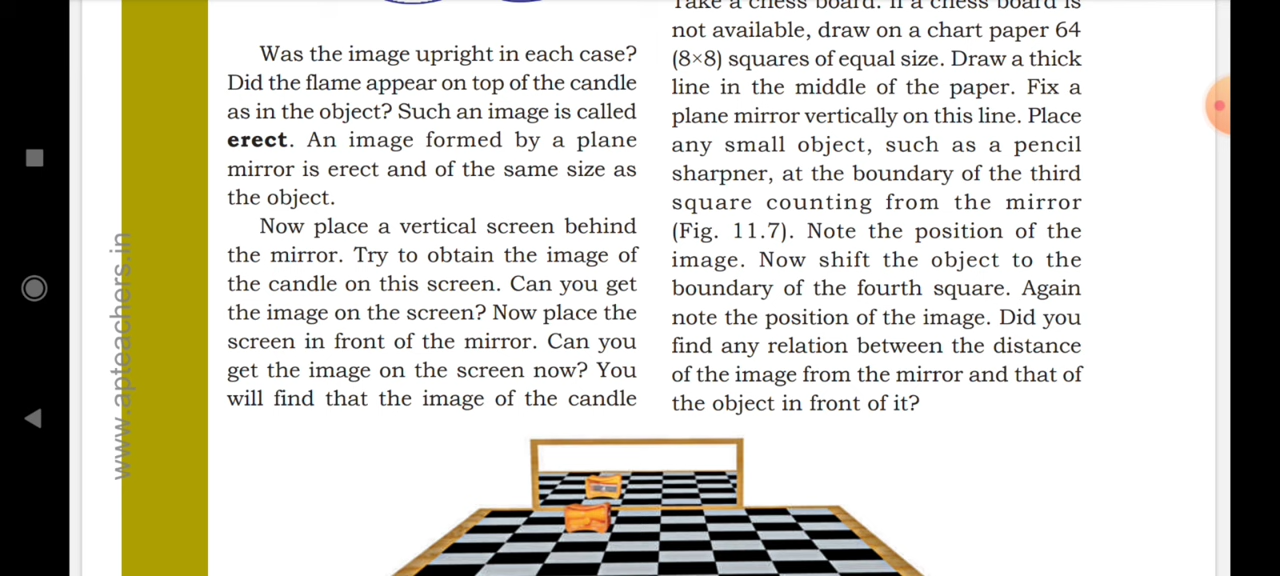 Was the image upright in each case?
Did the flame appear on top of the candle
as in the object? Such an image is called
erect. An image formed by a plane
mirror is erect and of the same size as
the object.
Now place a vertical screen behind
the mirror. Try to obtain the image of
the candle on this screen. Can you get
the image on the screen? Now place the
screen in front of the mirror. Can you
get the image on the screen now? You
will find that the image of the candle
Take a chess board. If a chess board is
not available, draw on a chart paper 64
(8×8) squares of equal size. Draw a thick
line in the middle of the paper. Fix a
plane mirror vertically on this line. Place
any small object, such as a pencil
sharpner, at the boundary of the third
square counting from the mirror
(Fig. 11.7). Note the position of the
image. Now shift the object to the
boundary of the fourth square. Again
note the position of the image. Did you
find any relation between the distance
of the image from the mirror and that of
the object in front of it?
www.apteachers.in